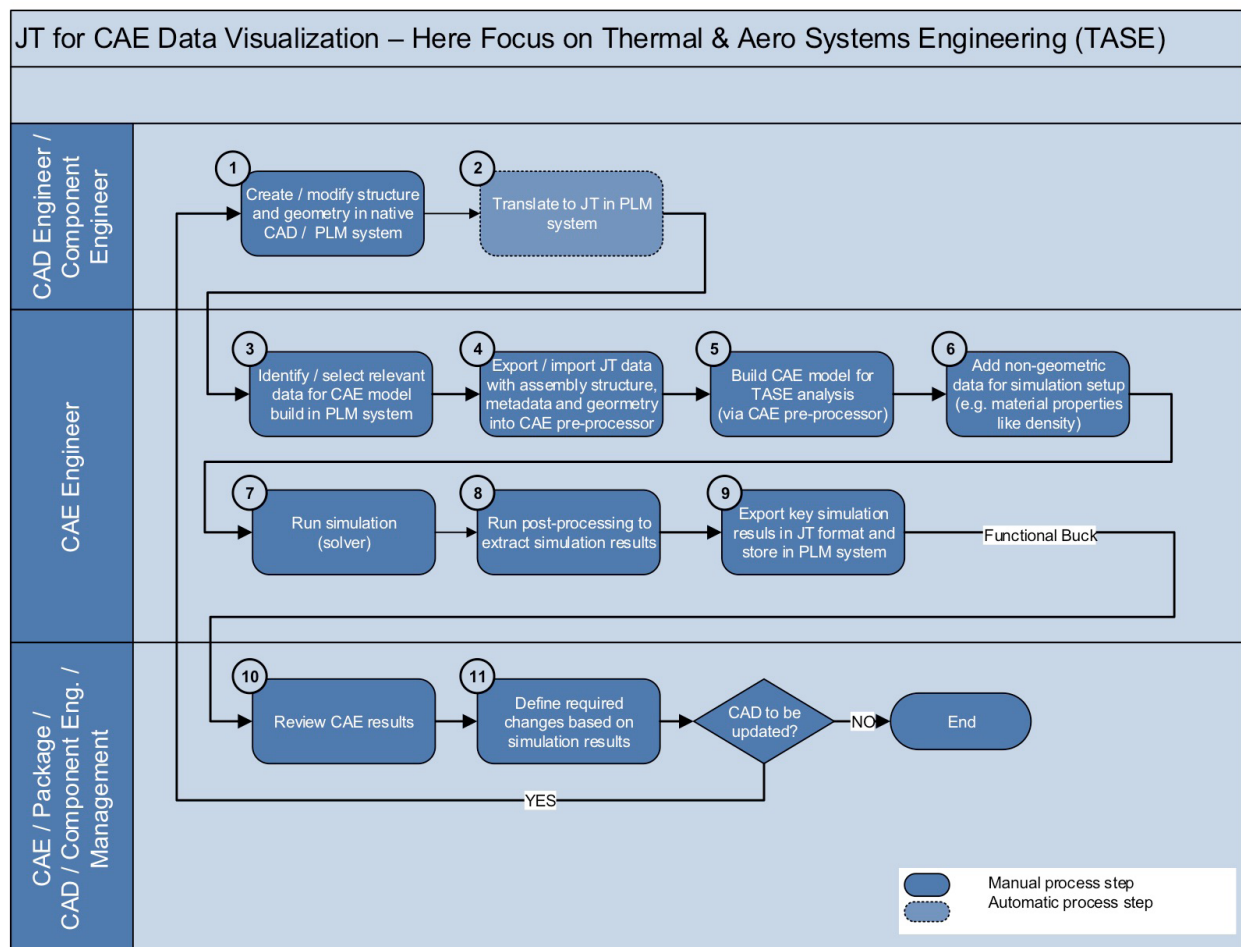 JT for CAE Data Visualization – Here Focus on Thermal & Aero Systems Engineering (TASE)
CAD Engineer /
Component
Engineer
1
Create / modify structure
and geometry in native
CAD / PLM system
2
Translate to JT in PLM
system
CAE Engineer
3
Identify / select relevant
data for CAE model
build in PLM system
4
Export / import JT data
with assembly structure,
metadata and geormetry
into CAE pre-processor
5
Build CAE model for
TASE analysis
(via CAE pre-processor)
6
Add non-geometric
data for simulation setup
(e.g. material properties
like density)
7
Run simulation
(solver)
8
Run post-processing to
extract simulation results
9
Export key simulation
resuls in JT format and
store in PLM system
Functional Buck
CAE / Package /
CAD / Component Eng. /
Management
10
Review CAE results
11
Define required
changes based on
simulation results
CAD to be
updated?
NO
End
YES
Manual process step
Automatic process step